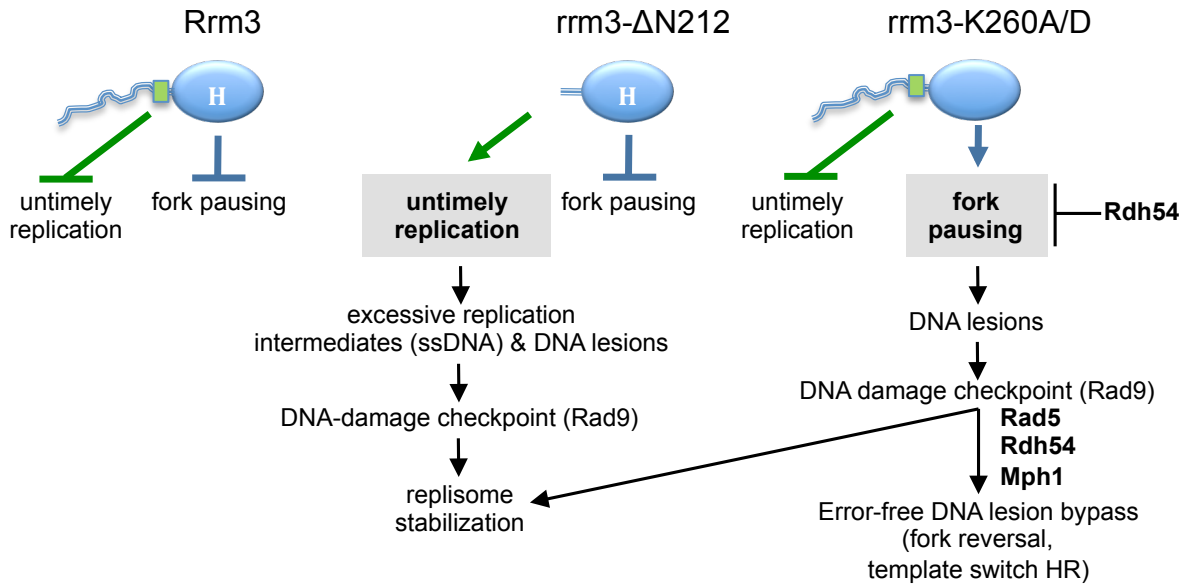 Rrm3
rrm3-ΔN212
rrm3-K260A/D
H
H
untimely
replication
fork pausing
untimely
replication
fork pausing
untimely
replication
fork
pausing
Rdh54
excessive replication
intermediates (ssDNA) & DNA lesions
DNA-damage checkpoint (Rad9)
replisome
stabilization
DNA lesions
DNA damage checkpoint (Rad9)
Rad5
Rdh54
Mph1
Error-free DNA lesion bypass
(fork reversal,
template switch HR)